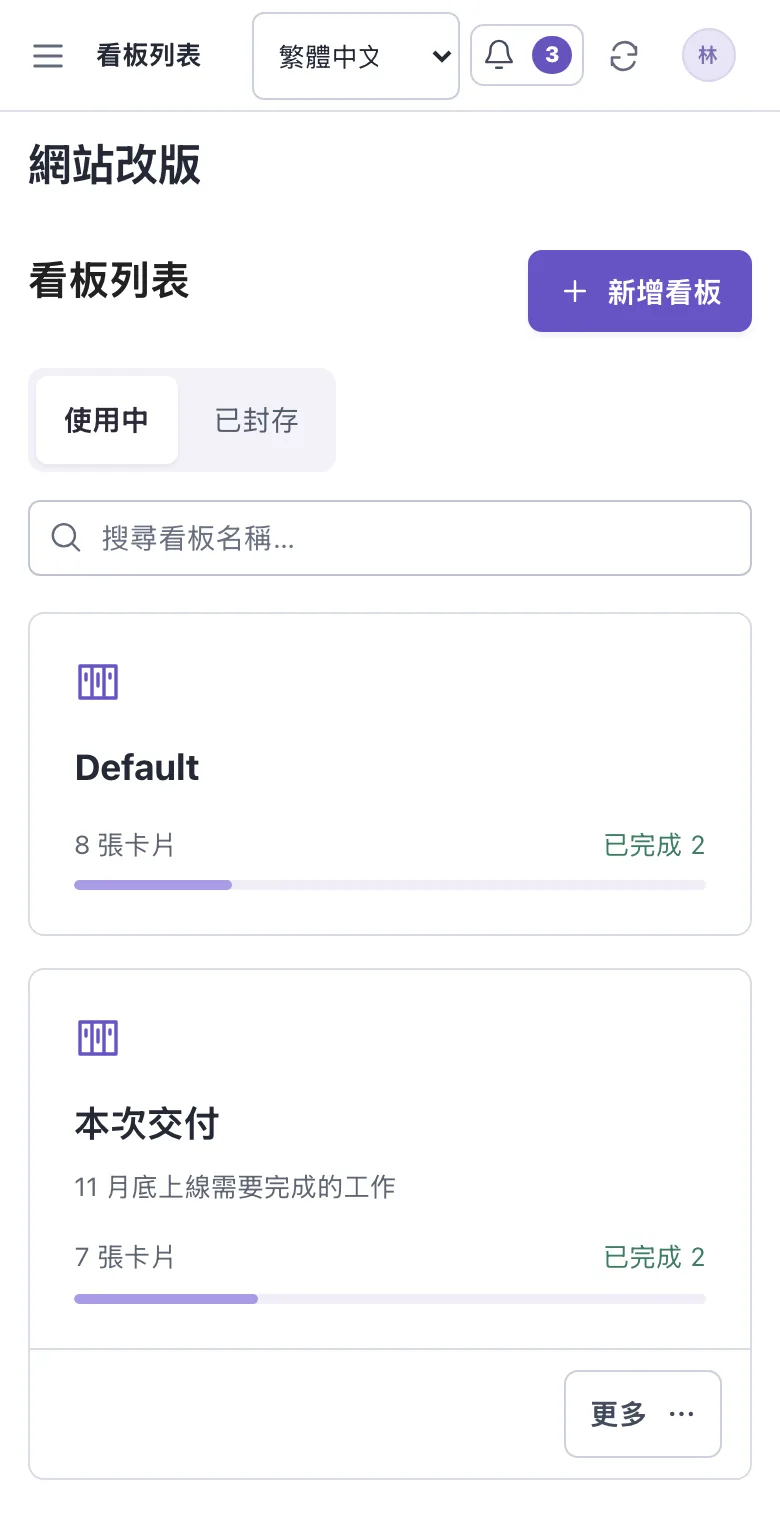 看板列表
繁體中文
3
林
網站改版
看板列表
+ 新增看板
使用中
已封存
搜尋看板名稱...
Default
8 張卡片
已完成 2
本次交付
11 月底上線需要完成的工作
7 張卡片
已完成 2
更多 ...